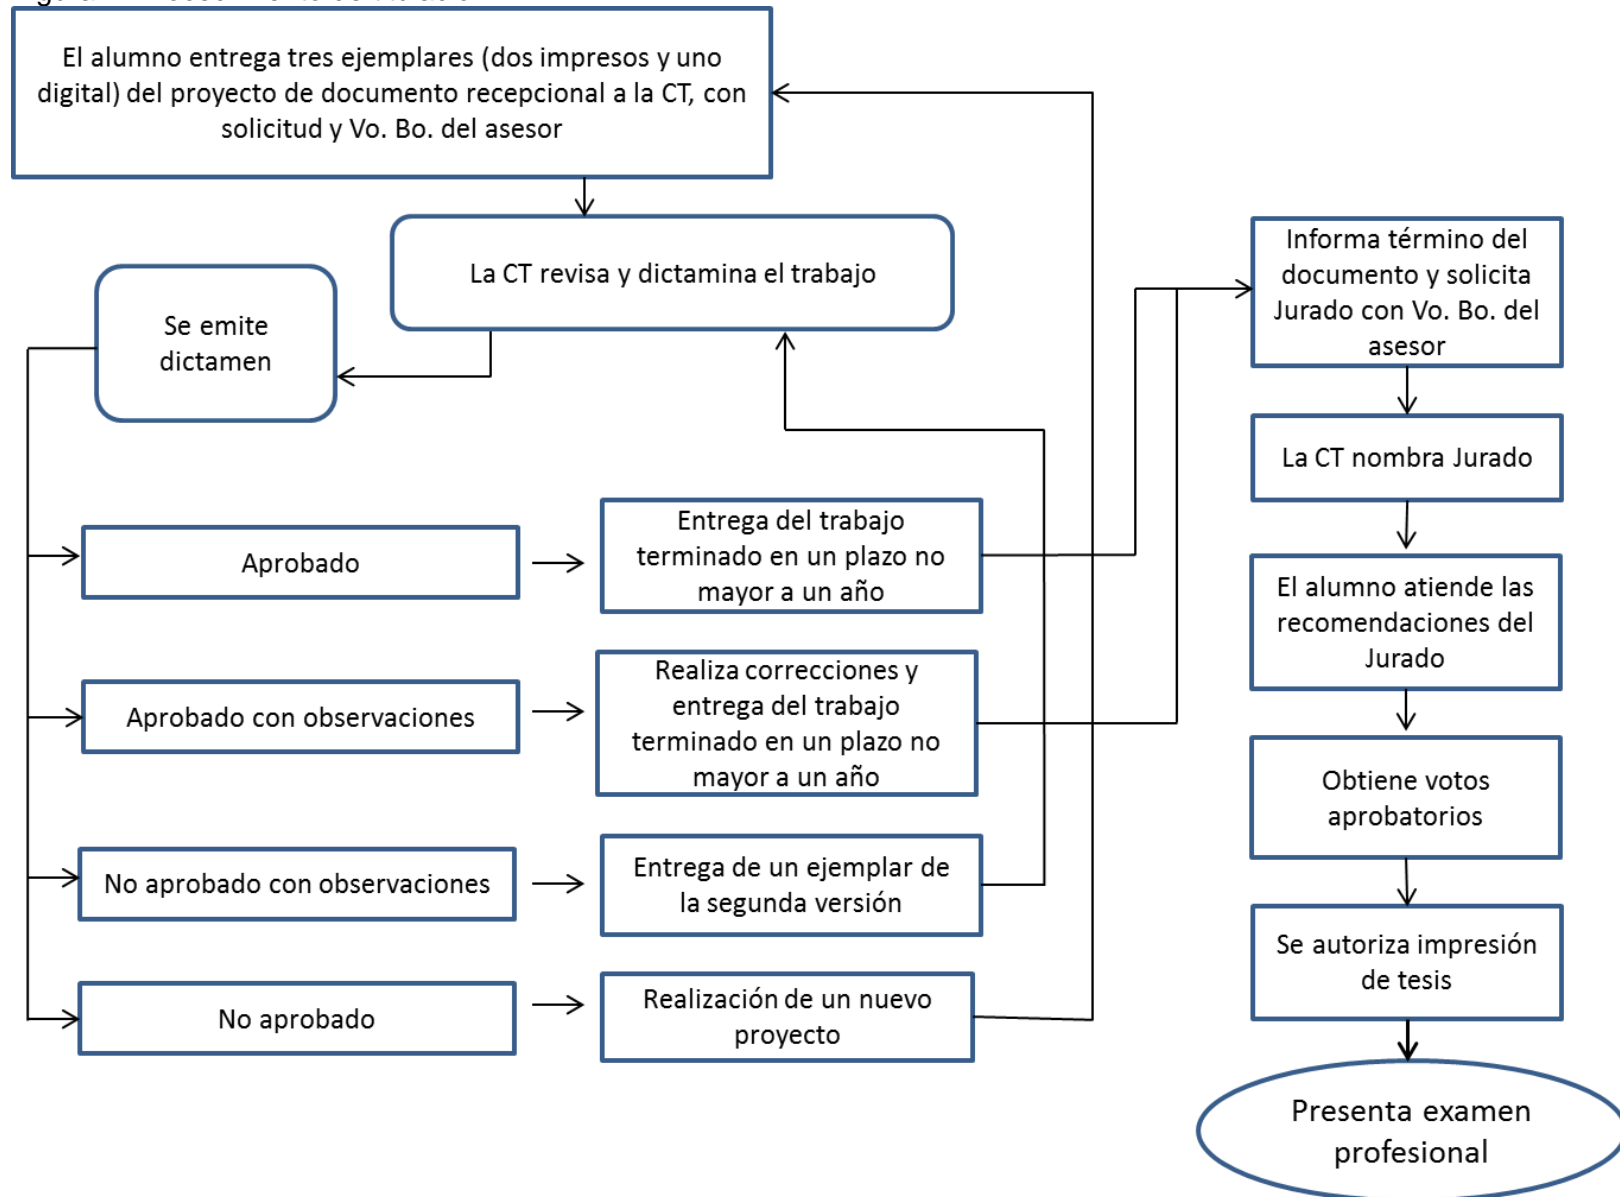 El alumno entrega tres ejemplares (dos impresos y uno
digital) del proyecto de documento recepcional a la CT, con
solicitud y Vo. Bo. del asesor
La CT revisa y dictamina el trabajo
Se emite
dictamen
Aprobado
Entrega del trabajo
terminado en un plazo no
mayor a un año
Aprobado con observaciones
Realiza correcciones y
entrega del trabajo
terminado en un plazo no
mayor a un año
No aprobado con observaciones
Entrega de un ejemplar de
la segunda versión
No aprobado
Realización de un nuevo
proyecto
Informa término del
documento y solicita
Jurado con Vo. Bo. del
asesor
La CT nombra Jurado
El alumno atiende las
recomendaciones del
Jurado
Obtiene votos
aprobatorios
Se autoriza impresión
de tesis
Presenta examen
profesional